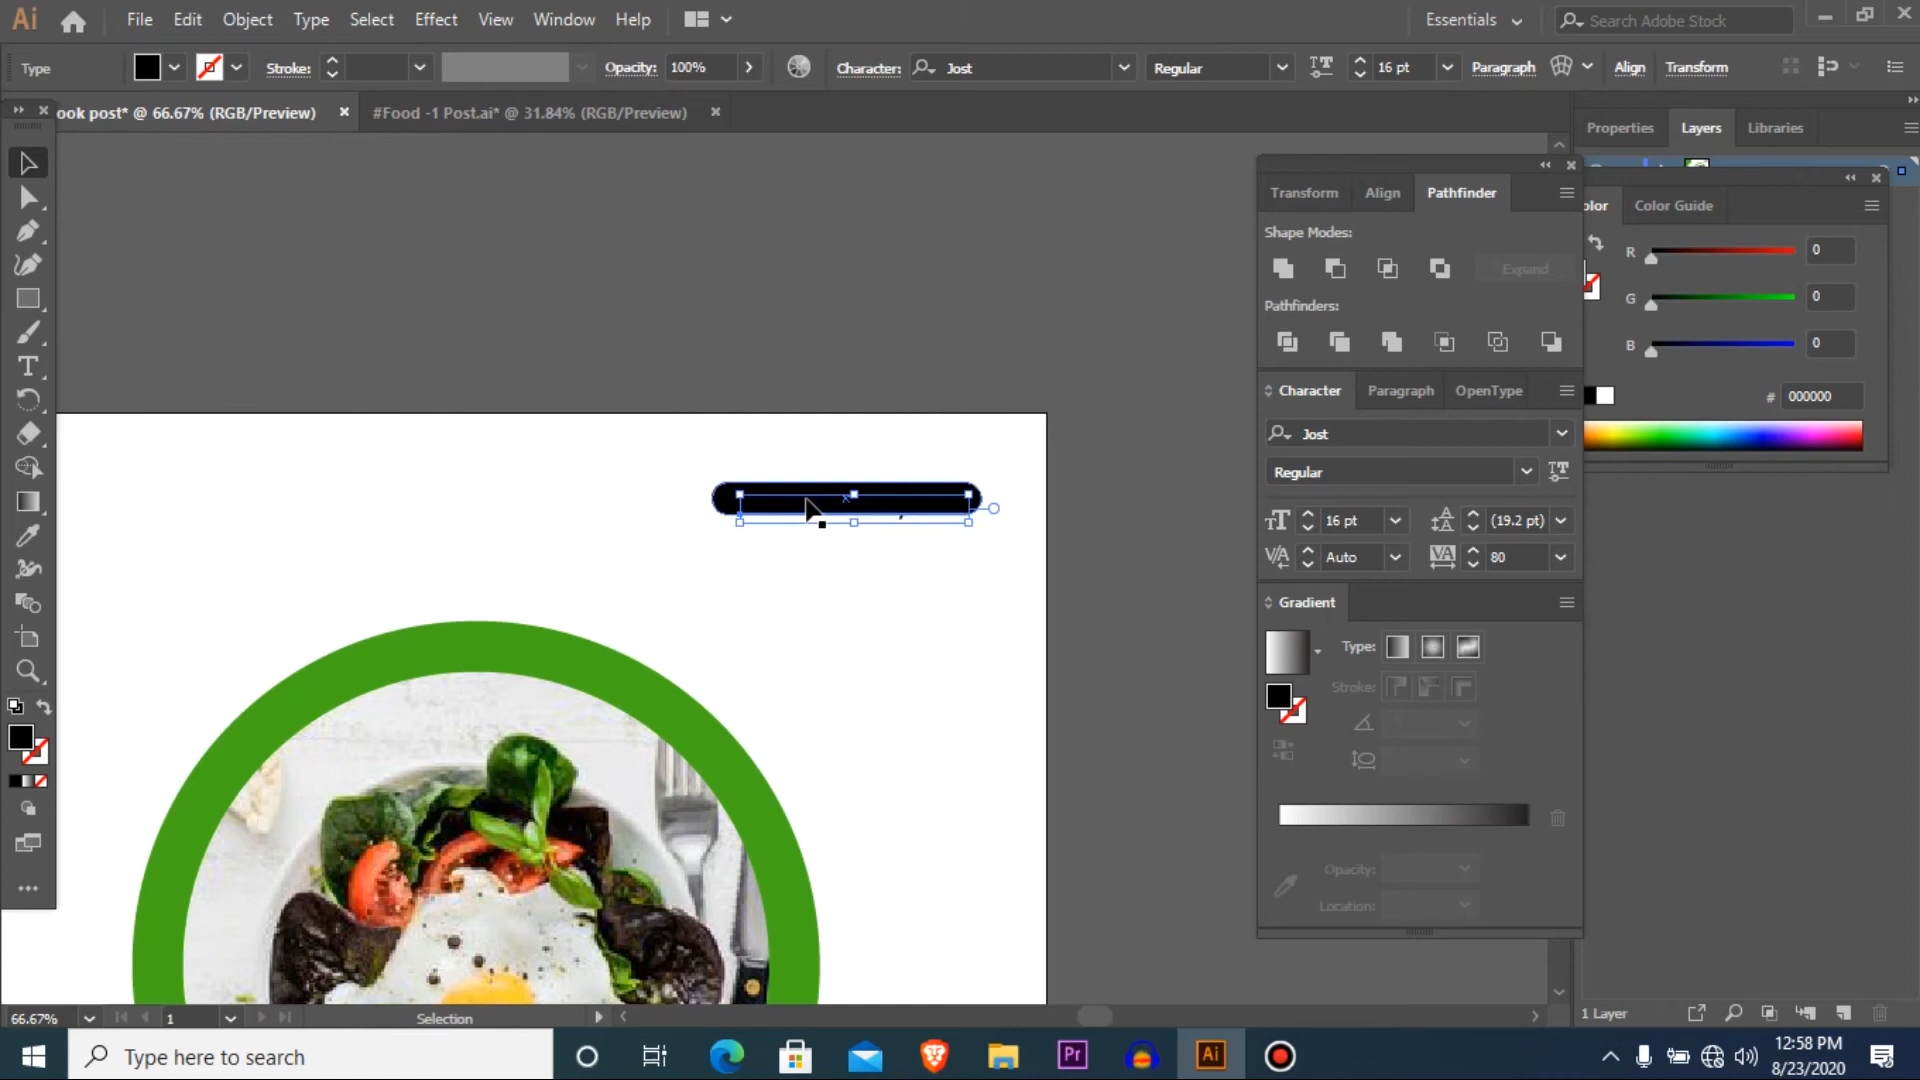 Ai File Edit Object Type Select Effect View Window Help Essentials Search Adobe Stock
Type Stroke: Opacity: 100% Character: Jost Regular 16 pt Paragraph Align Transform
ook post* @ 66.67% (RGB/Preview) #Food -1 Post.ai* @ 31.84% (RGB/Preview)
Properties Layers Libraries
Transform Align Pathfinder
olor Color Guide
Shape Modes:
Expand
R 0
G 0
B 0
# 000000
Pathfinders:
Character Paragraph OpenType
Jost
Regular
16 pt (19.2 pt)
Auto 80
Gradient
Type:
Stroke:
Opacity:
Location:
66.67% 1 Selection
1 Layer
Type here to search
Pr Ai
12:58 PM
8/23/2020